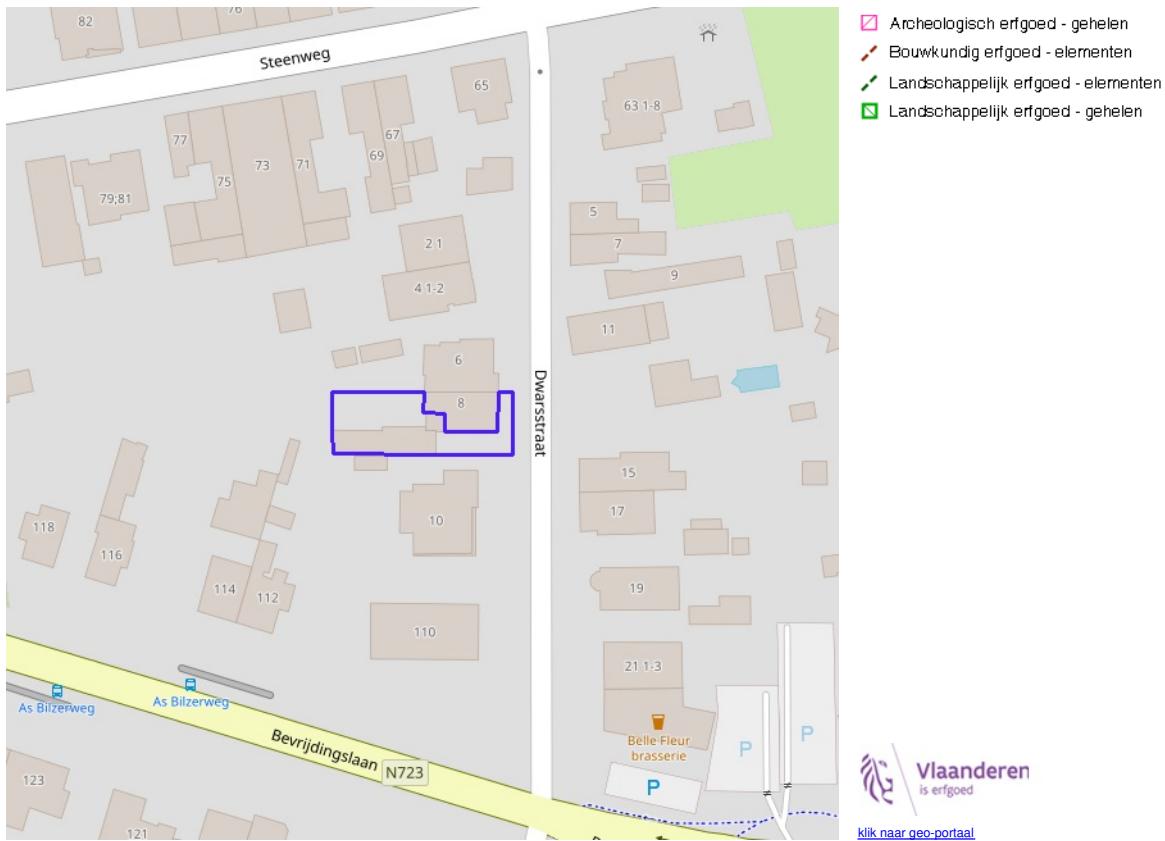 82
76
Steenweg
65
63 1-8
77
67
69
71
73
75
79;81
5
7
2 1
9
4 1-2
11
6
8
Dwarsstraat
15
17
10
118
116
114
112
19
110
21 1-3
As Bilzerweg
As Bilzerweg
Belle Fleur
brasserie
P
P
P
Bevrijdingslaan
N723
123
121
Archeologisch erfgoed - gehelen
Bouwkundig erfgoed - elementen
Landschappelijk erfgoed - elementen
Landschappelijk erfgoed - gehelen
Vlaanderen
is erfgoed
klik naar geo-portaal